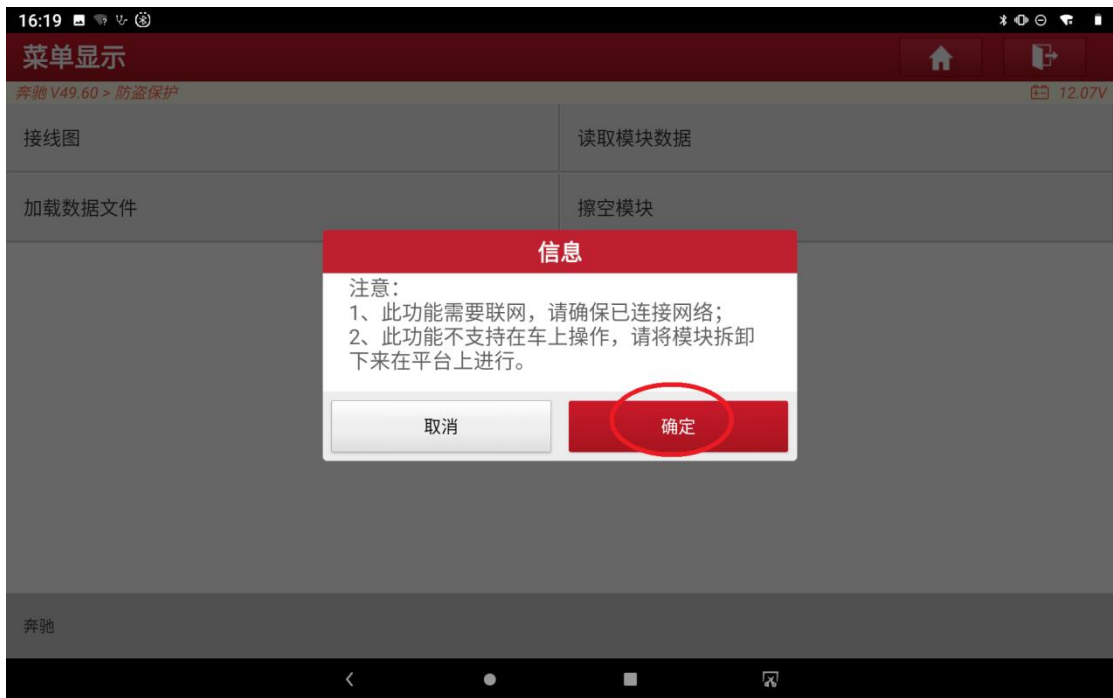 16:19
菜单显示
奔驰 V49.60 > 防盗保护
12.07V
接线图
读取模块数据
加载数据文件
擦空模块
信息
注意：
1、此功能需要联网，请确保已连接网络；
2、此功能不支持在车上操作，请将模块拆卸
下来在平台上进行。
取消
确定
奔驰